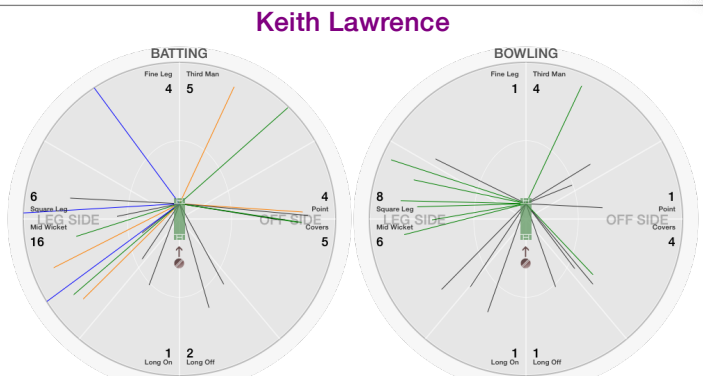 Keith Lawrence
BATTING
Fine Leg Third Man
4 5
6 4
Square Leg Point
LEG SIDE OFF SIDE
Mid Wicket Covers
16 5
1 2
Long On Long Off
BOWLING
Fine Leg Third Man
1 4
8 1
Square Leg Point
LEG SIDE OFF SIDE
Mid Wicket Covers
6 4
1 1
Long On Long Off